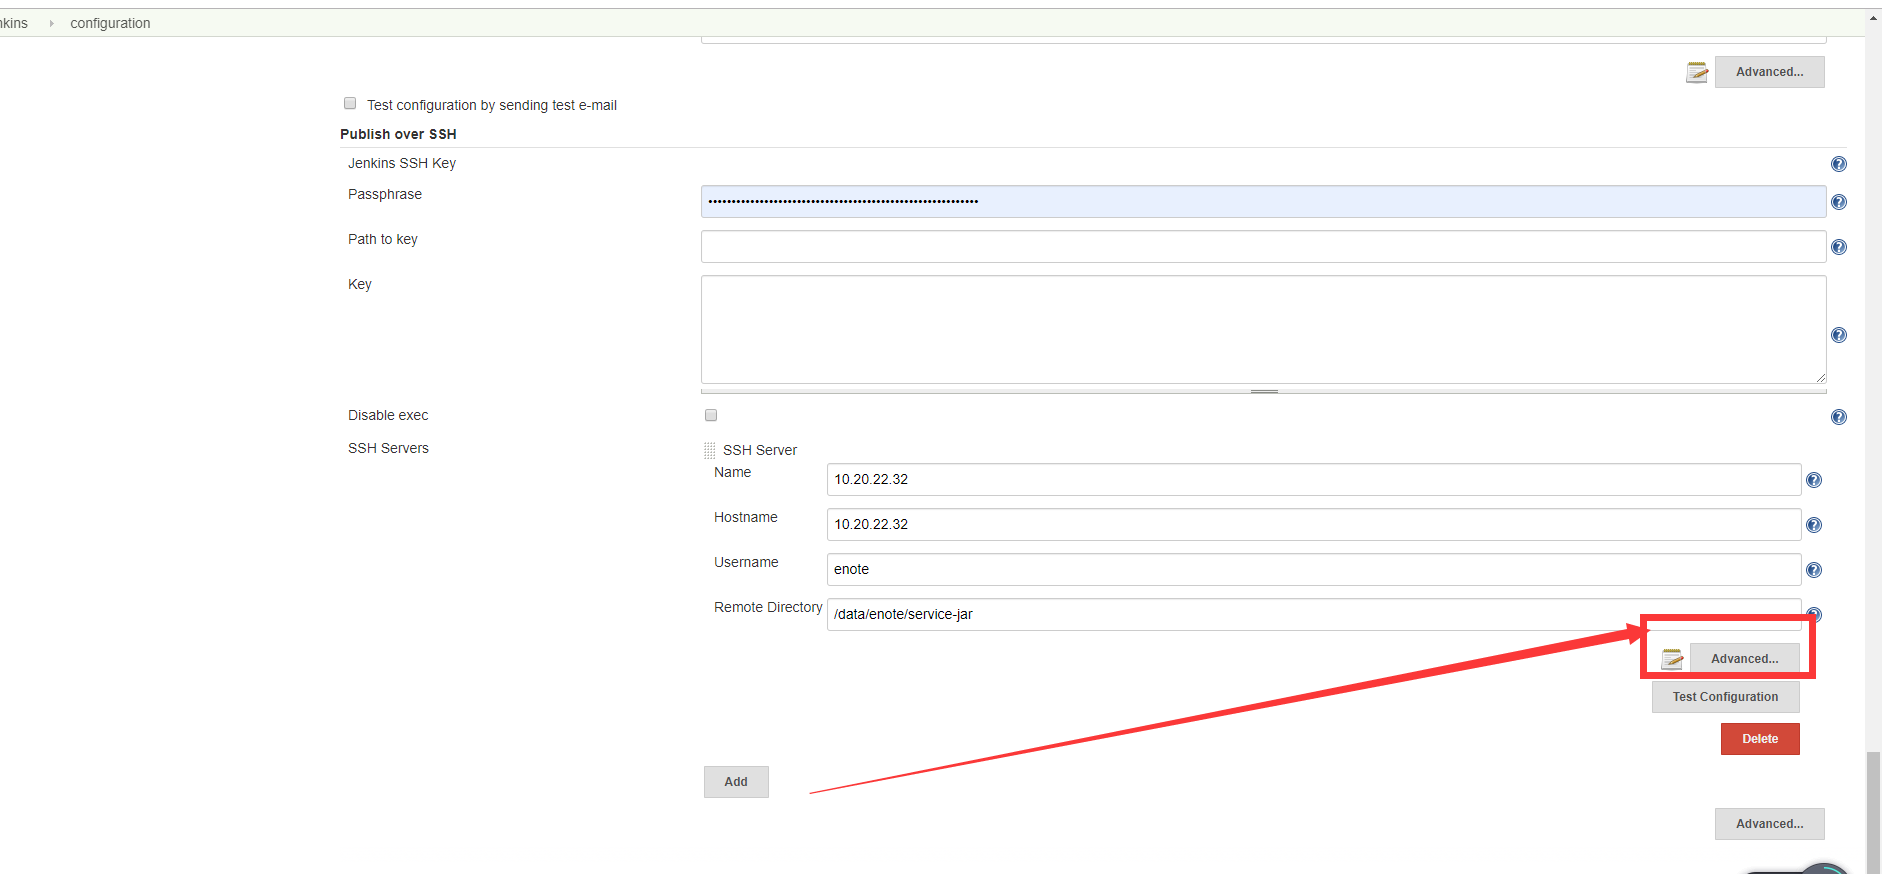 configuration
Advanced...
Test configuration by sending test e-mail
Publish over SSH
Jenkins SSH Key
Passphrase
Path to key
Key
Disable exec
SSH Servers
SSH Server
Name
10.20.22.32
Hostname
10.20.22.32
Username
enote
Remote Directory
/data/enote/service-jar
Advanced...
Test Configuration
Delete
Add
Advanced...